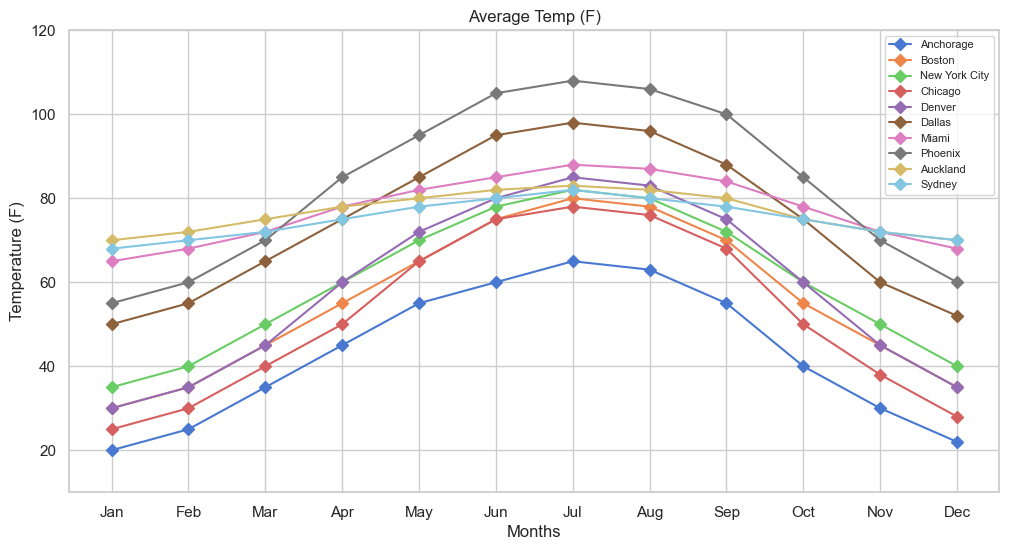 Average Temp (F)
120
100
80
60
40
20
Temperature (F)
Anchorage
Boston
New York City
Chicago
Denver
Dallas
Miami
Phoenix
Auckland
Sydney
Jan Feb Mar Apr May Jun Jul Aug Sep Oct Nov Dec
Months